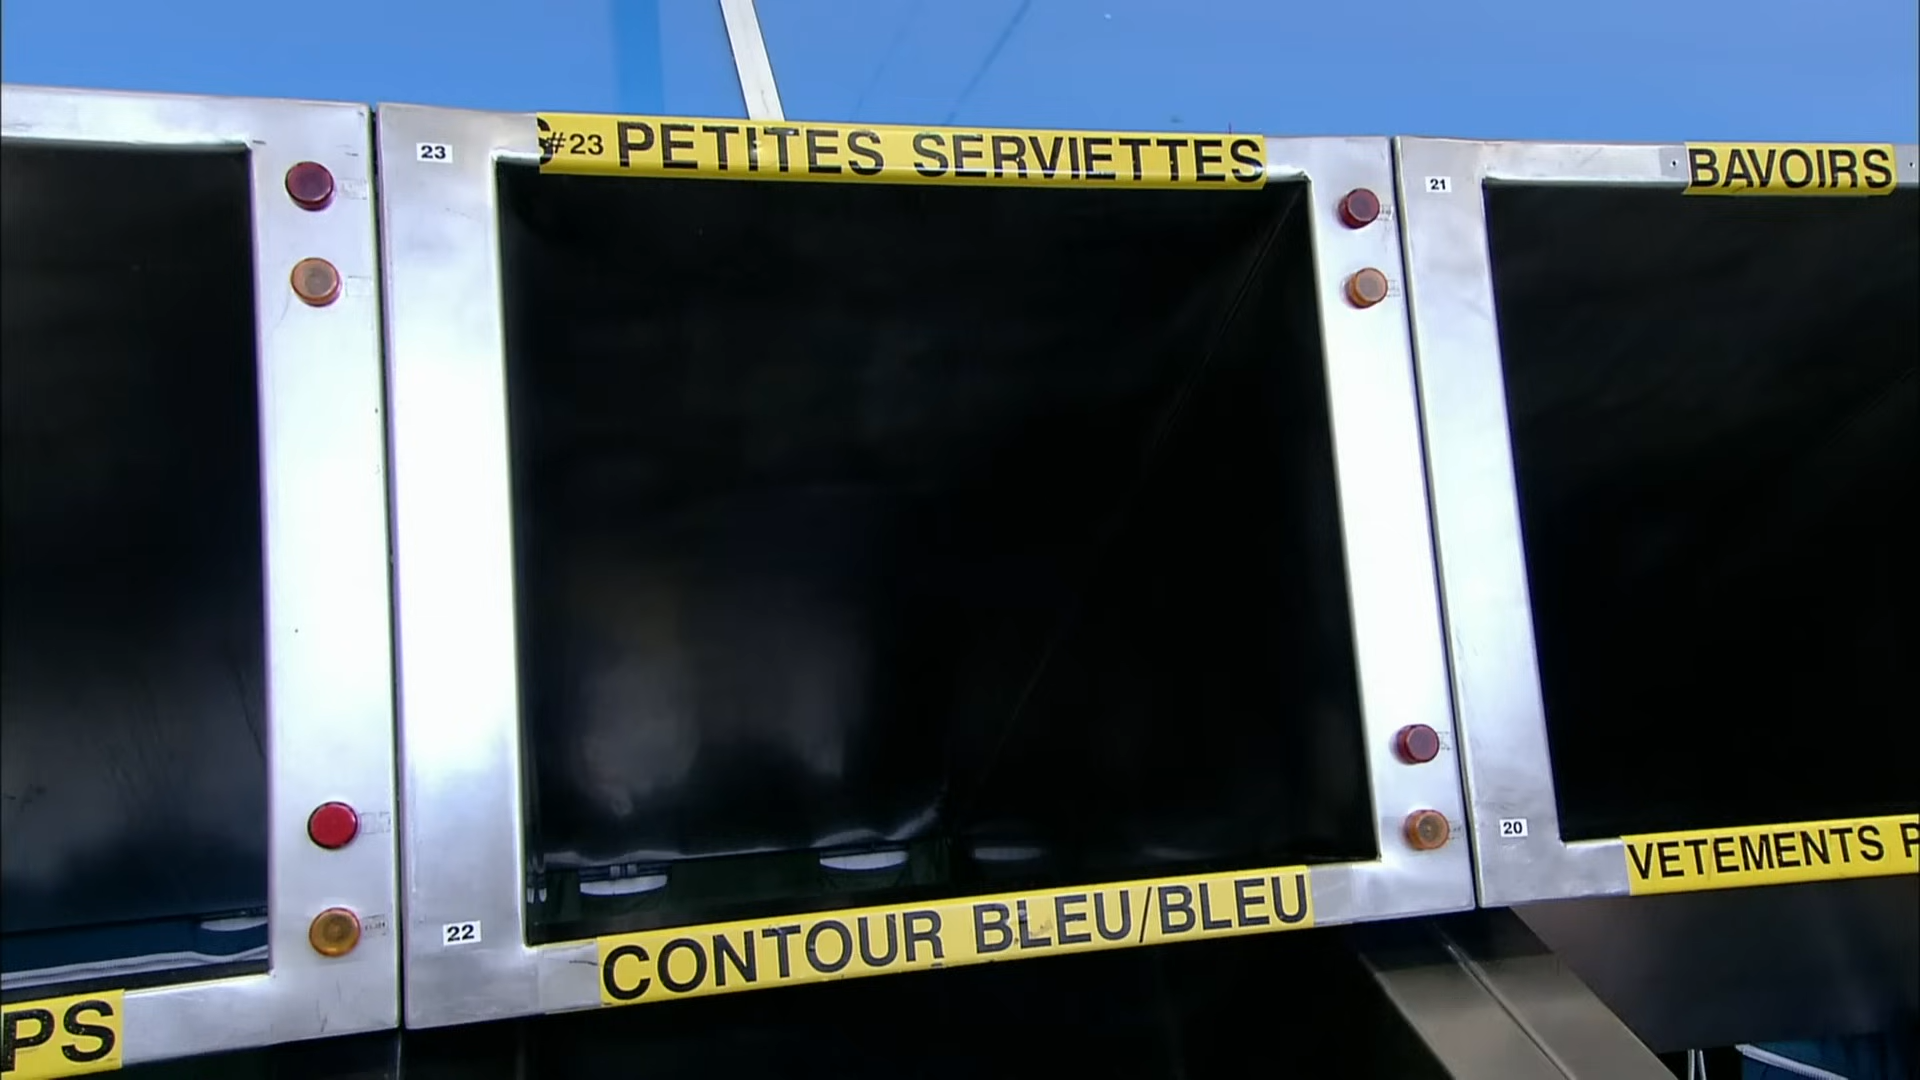 23
#23 PETITES SERVIETTES
21
BAVOIRS
20
VETEMENTS
22
CONTOUR BLEU/BLEU
PS